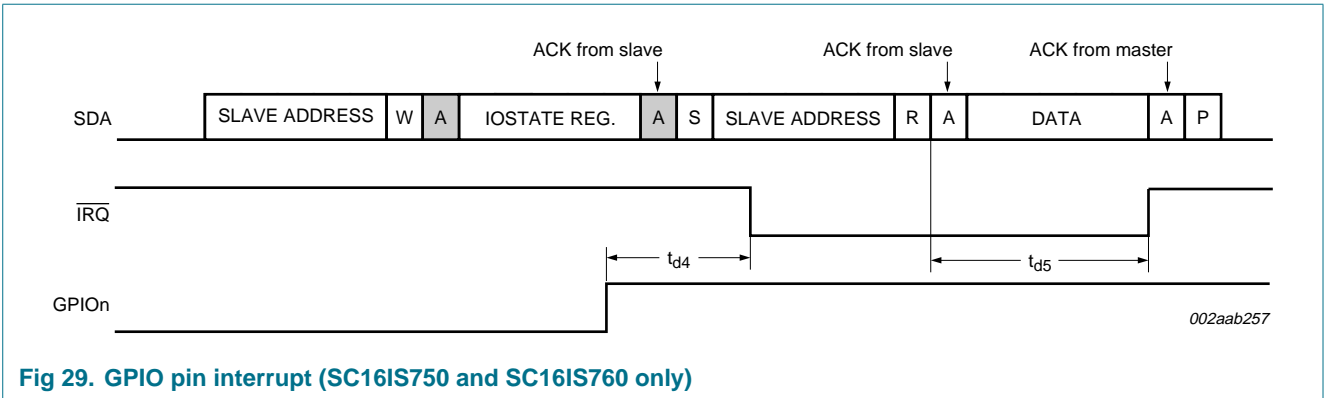 ACK from slave ACK from slave ACK from master
SDA SLAVE ADDRESS W A IOSTATE REG. A S SLAVE ADDRESS R A DATA A P
IRQ
td4 td5
GPIOn
002aab257
Fig 29. GPIO pin interrupt (SC16IS750 and SC16IS760 only)